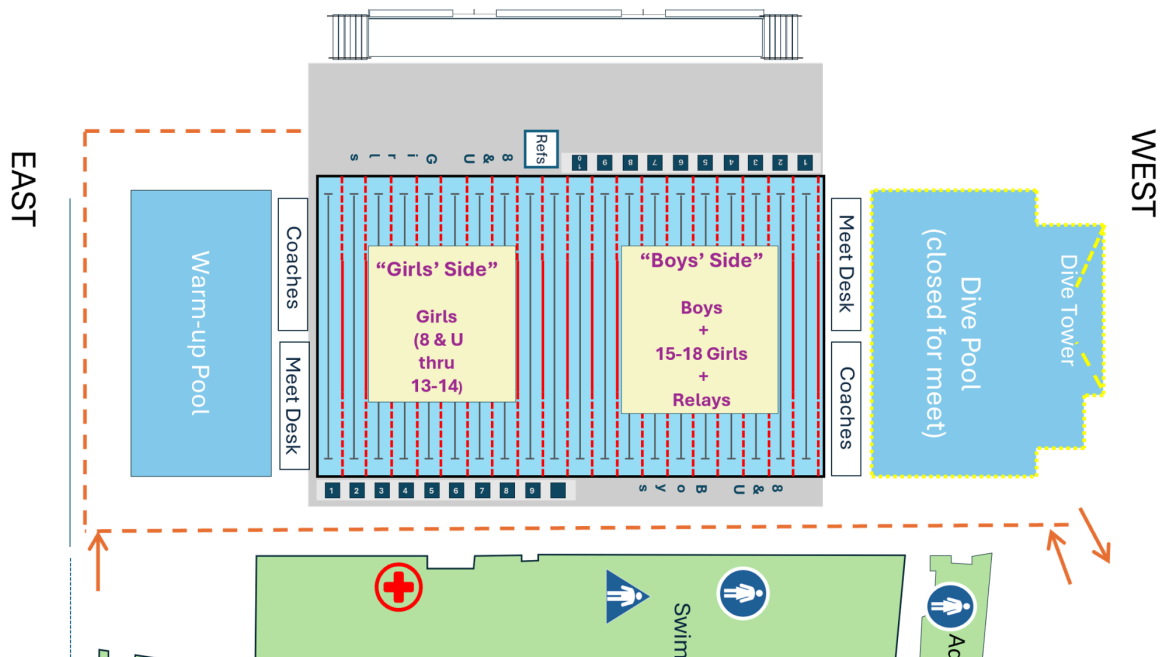 EAST
WEST
8 & U Girls
Refs
10 9 8 7 6 5 4 3 2 1
Warm-up Pool
Coaches
Meet Desk
“Girls’ Side”
Girls
(8 & U
thru
13-14)
“Boys’ Side”
Boys
+
15-18 Girls
+
Relays
Meet Desk
Coaches
Dive Pool
(closed for meet)
Dive Tower
1 2 3 4 5 6 7 8 9
8 & U Boys
Swim